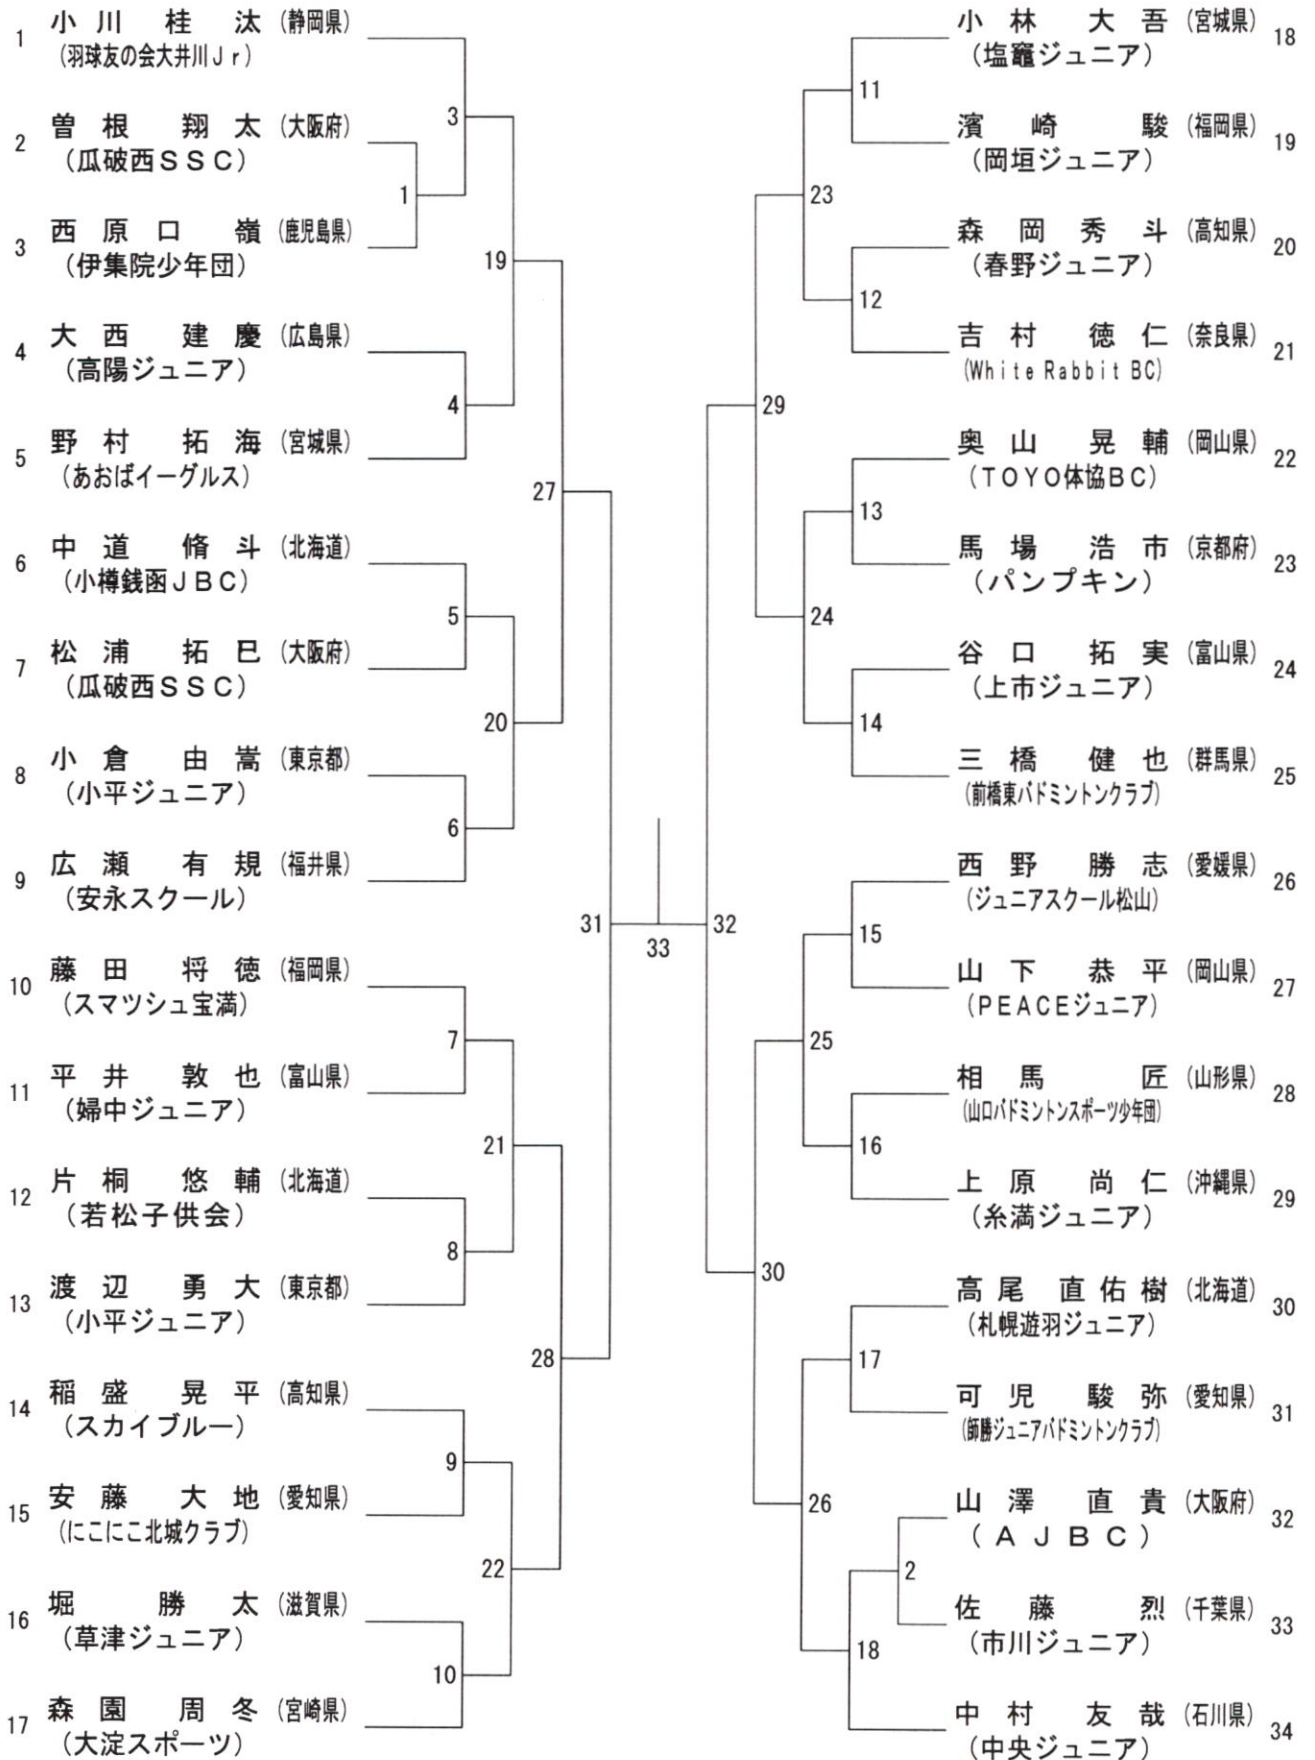 1 小川 桂汰 (静岡県)
(羽球友の会大井川Jr)
2 曽根 翔太 (大阪府)
(瓜破西SSC)
3 西原口 嶺 (鹿児島県)
(伊集院少年団)
4 大西 建慶 (広島県)
(高陽ジュニア)
5 野村 拓海 (宮城県)
(あおばイーグルス)
6 中道 脩斗 (北海道)
(小樽銭函JBC)
7 松浦 拓巳 (大阪府)
(瓜破西SSC)
8 小倉 由嵩 (東京都)
(小平ジュニア)
9 広瀬 有規 (福井県)
(安永スクール)
10 藤田 将徳 (福岡県)
(スマツシュ宝満)
11 平井 敦也 (富山県)
(婦中ジュニア)
12 片桐 悠輔 (北海道)
(若松子供会)
13 渡辺 勇大 (東京都)
(小平ジュニア)
14 稲盛 晃平 (高知県)
(スカイブルー)
15 安藤 大地 (愛知県)
(にこにこ北城クラブ)
16 堀 勝太 (滋賀県)
(草津ジュニア)
17 森園 周冬 (宮崎県)
(大淀スポーツ)
1
3
4
5
6
7
8
9
10
19
20
21
22
27
28
31
33
32
29
30
23
24
25
26
11
12
13
14
15
16
17
2
18
小林 大吾 (宮城県) 18
(塩竈ジュニア)
濱崎 駿 (福岡県) 19
(岡垣ジュニア)
森岡 秀斗 (高知県) 20
(春野ジュニア)
吉村 徳仁 (奈良県) 21
(White Rabbit BC)
奥山 晃輔 (岡山県) 22
(TOYO体協BC)
馬場 浩市 (京都府) 23
(パンプキン)
谷口 拓実 (富山県) 24
(上市ジュニア)
三橋 健也 (群馬県) 25
(前橋東バドミントンクラブ)
西野 勝志 (愛媛県) 26
(ジュニアスクール松山)
山下 恭平 (岡山県) 27
(PEACEジュニア)
相馬 匠 (山形県) 28
(山口バドミントンスポーツ少年団)
上原 尚仁 (沖縄県) 29
(糸満ジュニア)
高尾 直佑樹 (北海道) 30
(札幌遊羽ジュニア)
可児 駿弥 (愛知県) 31
(師勝ジュニアバドミントンクラブ)
山澤 直貴 (大阪府) 32
(AJBC)
佐藤 烈 (千葉県) 33
(市川ジュニア)
中村 友哉 (石川県) 34
(中央ジュニア)